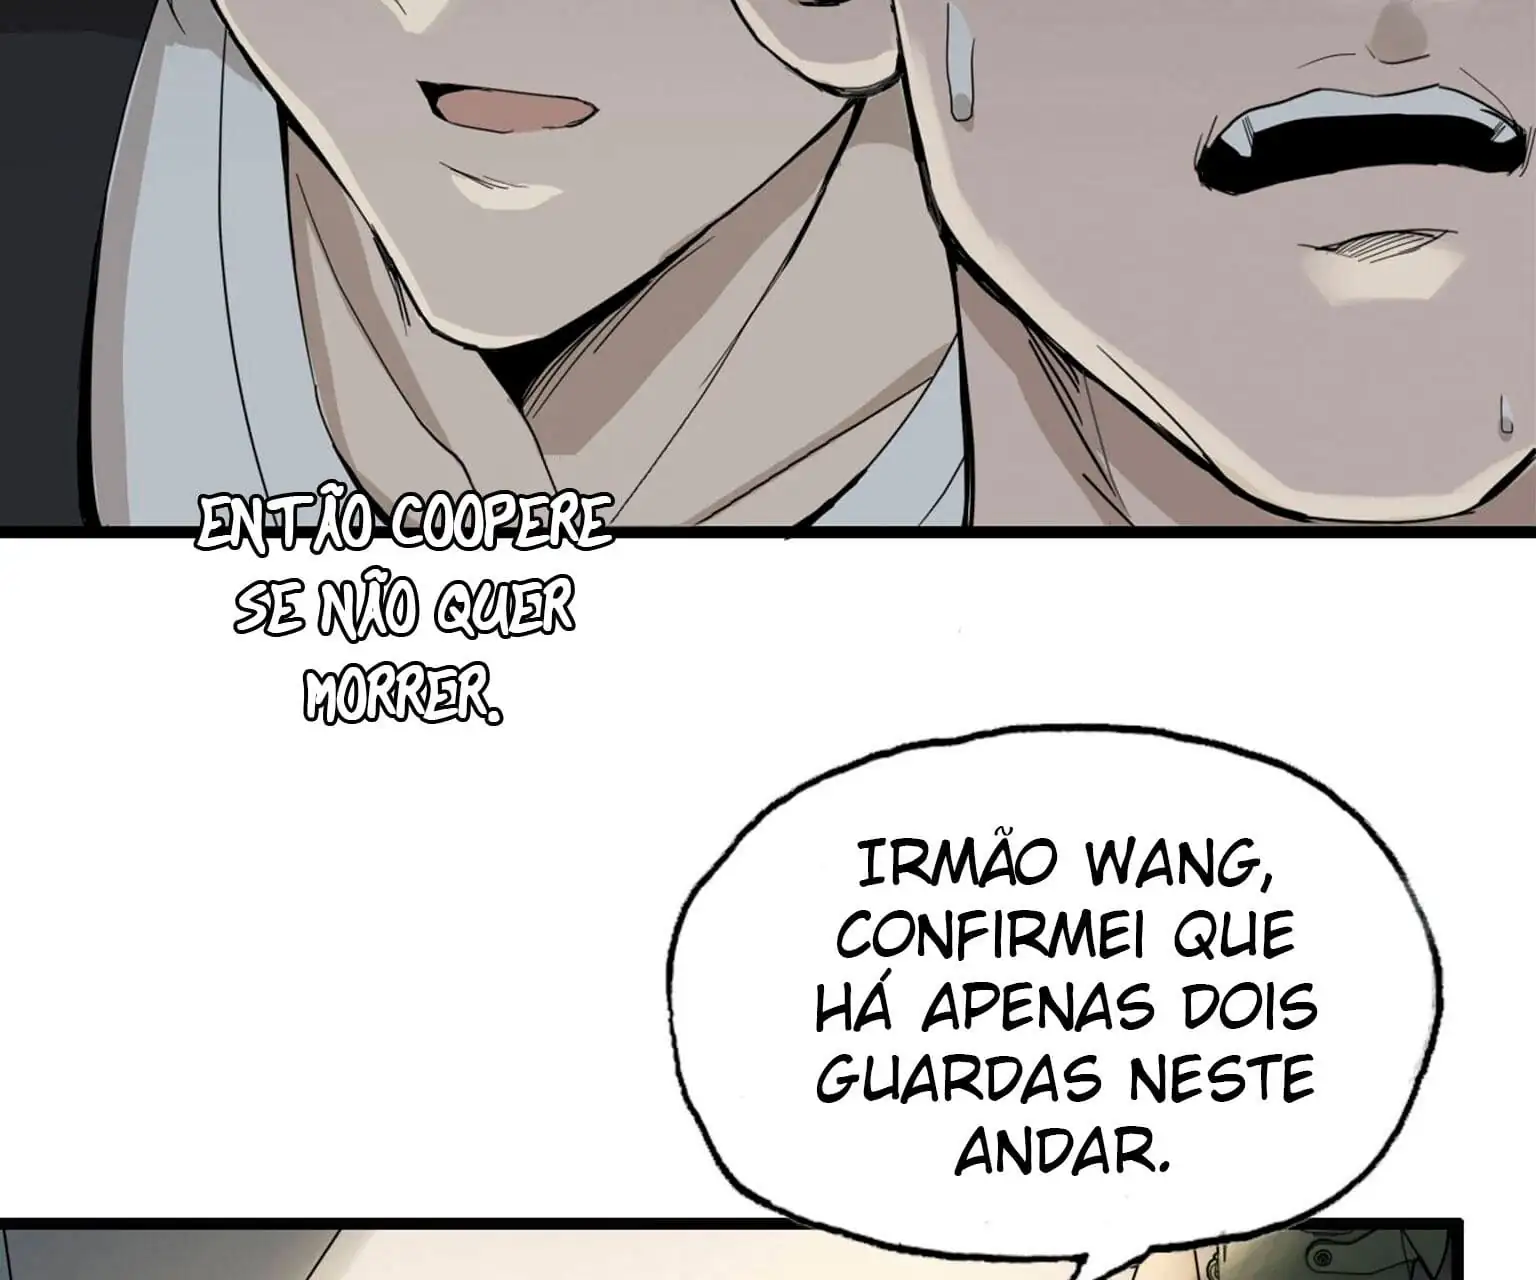 ENTÃO COOPERE
SE NÃO QUER
MORRER.
IRMÃO WANG,
CONFIRMEI QUE
HÁ APENAS DOIS
GUARDAS NESTE
ANDAR.